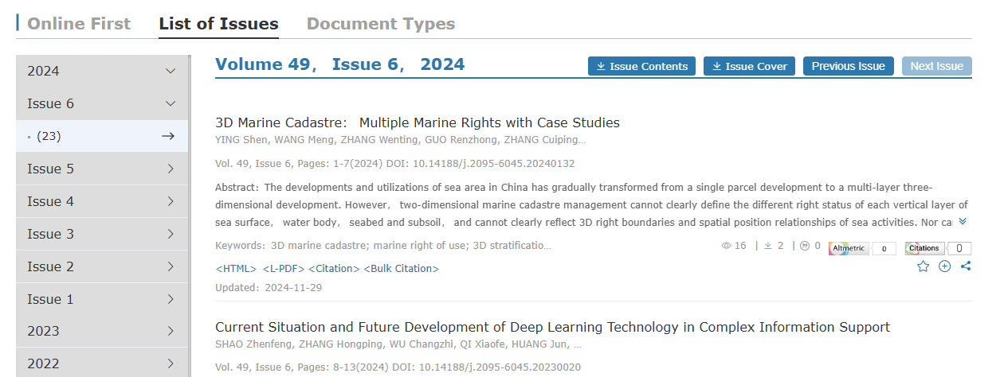 Online First List of Issues Document Types
2024
Issue 6
(23)
Issue 5
Issue 4
Issue 3
Issue 2
Issue 1
2023
2022
Volume 49， Issue 6， 2024
Issue Contents Issue Cover Previous Issue Next Issue
3D Marine Cadastre： Multiple Marine Rights with Case Studies
YING Shen, WANG Meng, ZHANG Wenting, GUO Renzhong, ZHANG Cuiping...
Vol. 49, Issue 6, Pages: 1-7(2024) DOI: 10.14188/j.2095-6045.20240132
Abstract：The developments and utilizations of sea area in China has gradually transformed from a single parcel development to a multi-layer three-
dimensional development. However， two-dimensional marine cadastre management cannot clearly define the different right status of each vertical layer of
sea surface， water body， seabed and subsoil， and cannot clearly reflect 3D right boundaries and spatial position relationships of sea activities. Nor ca
Keywords：3D marine cadastre; marine right of use; 3D stratificatio...
16 | 2 | 0 Altmetric 0 Citations 0
<HTML> <L-PDF> <Citation> <Bulk Citation>
Updated：2024-11-29
Current Situation and Future Development of Deep Learning Technology in Complex Information Support
SHAO Zhenfeng, ZHANG Hongping, WU Changzhi, QI Xiaofe, HUANG Jun, ...
Vol. 49, Issue 6, Pages: 8-13(2024) DOI: 10.14188/j.2095-6045.20230020